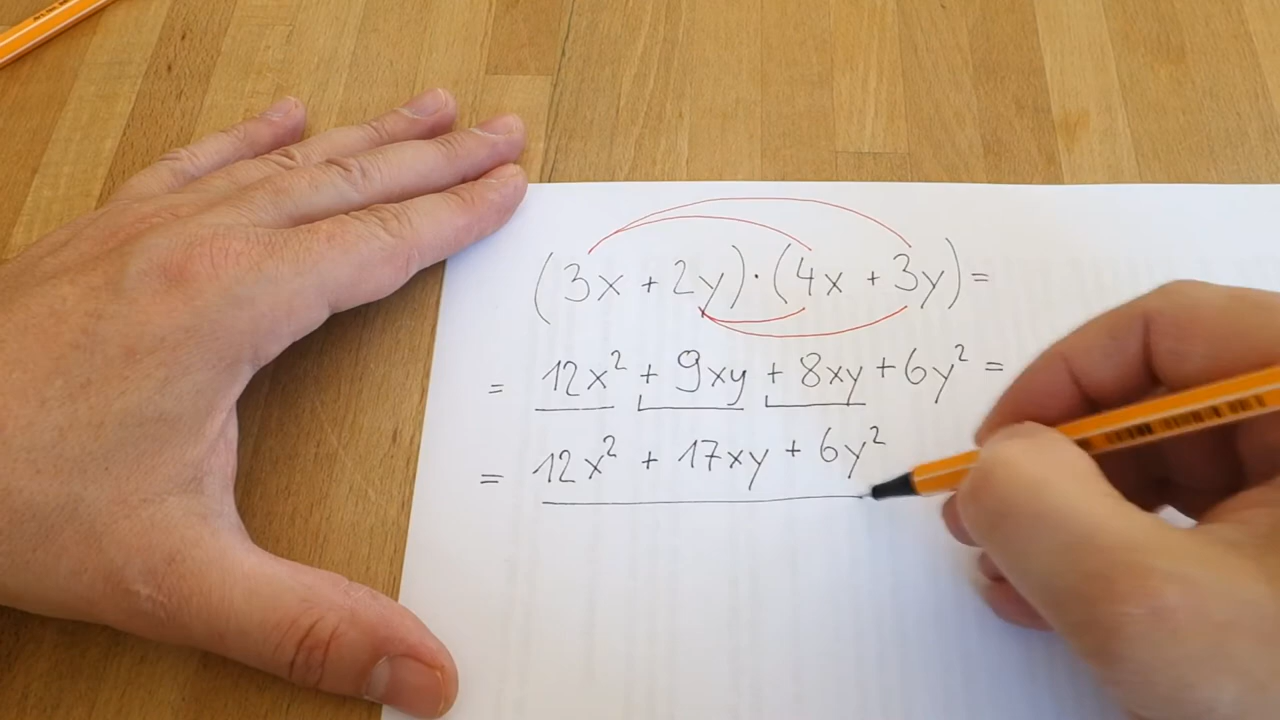 (3x + 2y)·(4x + 3y) =
= 12x² + 9xy + 8xy + 6y² =
= 12x² + 17xy + 6y²